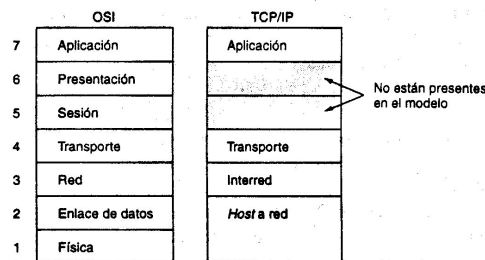 OSI TCP/IP
7 Aplicación Aplicación
6 Presentación
No están presentes
en el modelo
5 Sesión
4 Transporte Transporte
3 Red Interred
2 Enlace de datos Host a red
1 Física